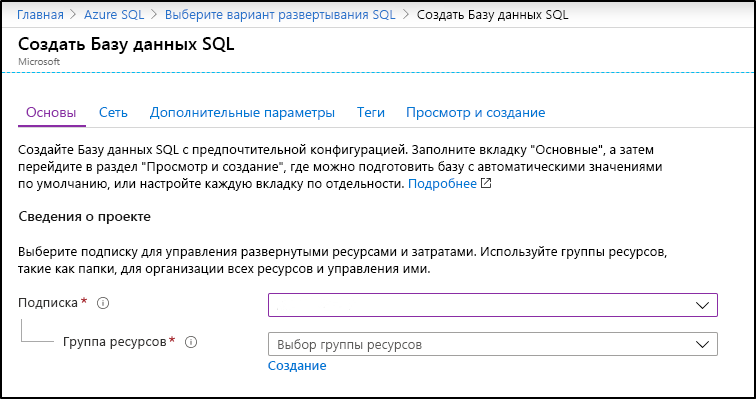 Главная > Azure SQL > Выберите вариант развертывания SQL > Создать Базу данных SQL
Создать Базу данных SQL
Microsoft
Основы Сеть Дополнительные параметры Теги Просмотр и создание
Создайте Базу данных SQL с предпочтительной конфигурацией. Заполните вкладку "Основные", а затем
перейдите в раздел "Просмотр и создание", где можно подготовить базу с автоматическими значениями
по умолчанию, или настройте каждую вкладку по отдельности. Подробнее
Сведения о проекте
Выберите подписку для управления развернутыми ресурсами и затратами. Используйте группы ресурсов,
такие как папки, для организации всех ресурсов и управления ими.
Подписка *
Группа ресурсов * Выбор группы ресурсов
Создание